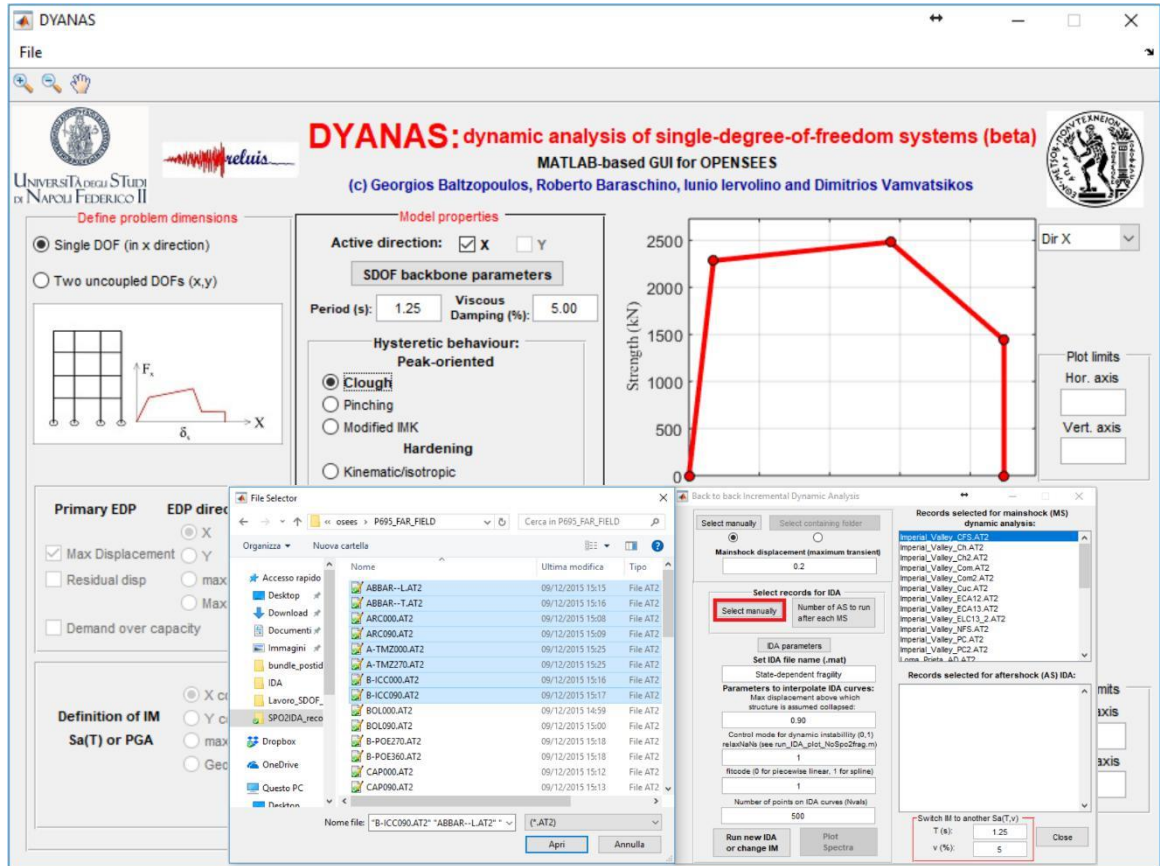 DYANAS
File
UNIVERSITÀ DEGLI STUDI
DI NAPOLI FEDERICO II
reluis
DYANAS: dynamic analysis of single-degree-of-freedom systems (beta)
MATLAB-based GUI for OPENSEES
(c) Georgios Baltzopoulos, Roberto Baraschino, Iunio Iervolino and Dimitrios Vamvatsikos
Define problem dimensions
Single DOF (in x direction)
Two uncoupled DOFs (x,y)
Fx
X
δx
Model properties
Active direction: X Y
SDOF backbone parameters
Period (s): 1.25 Viscous Damping (%): 5.00
Hysteretic behaviour:
Peak-oriented
Clough
Pinching
Modified IMK
Hardening
Kinematic/isotropic
Strength (kN)
2500
2000
1500
1000
500
0
Dir X
Plot limits
Hor. axis
Vert. axis
Primary EDP EDP direc
X
Max Displacement Y
Residual disp max
Max
Demand over capacity
Definition of IM
Sa(T) or PGA
X c
Y c
max
Geo
File Selector
« osees > P695_FAR_FIELD Cerca in P695_FAR_FIELD
Organizza Nuova cartella
Nome Ultima modifica Tipo
Accesso rapido
Desktop
Download
Documenti
Immagini
bundle_postid
IDA
Lavoro_SDOF_
SPO2IDA_reco
Dropbox
OneDrive
Questo PC
Desktop
ABBAR--L.AT2 09/12/2015 15:15 File AT2
ABBAR--T.AT2 09/12/2015 15:16 File AT2
ARC000.AT2 09/12/2015 15:08 File AT2
ARC090.AT2 09/12/2015 15:09 File AT2
A-TMZ000.AT2 09/12/2015 15:25 File AT2
A-TMZ270.AT2 09/12/2015 15:25 File AT2
B-ICC000.AT2 09/12/2015 15:16 File AT2
B-ICC090.AT2 09/12/2015 15:17 File AT2
BOL000.AT2 09/12/2015 14:59 File AT2
BOL090.AT2 09/12/2015 15:00 File AT2
B-POE270.AT2 09/12/2015 15:18 File AT2
B-POE360.AT2 09/12/2015 15:18 File AT2
CAP000.AT2 09/12/2015 15:12 File AT2
CAP090.AT2 09/12/2015 15:13 File AT2
Nome file: "B-ICC090.AT2" "ABBAR--L.AT2" " (*.AT2)
Apri Annulla
Back to back Incremental Dynamic Analysis
Select manually Select containing folder
Mainshock displacement (maximum transient)
0.2
Select records for IDA
Select manually
Number of AS to run
after each MS
IDA parameters
Set IDA file name (.mat)
State-dependent fragility
Parameters to interpolate IDA curves:
Max displacement above which
structure is assumed collapsed:
0.90
Control mode for dynamic instability (0,1)
relaxNaNs (see run_IDA_plot_NoSpo2frag.m)
1
fitcode (0 for piecewise linear, 1 for spline)
1
Number of points on IDA curves (Nvals)
500
Run new IDA
or change IM
Plot
Spectra
Records selected for mainshock (MS)
dynamic analysis:
Imperial_Valley_CFS.AT2
Imperial_Valley_Ch.AT2
Imperial_Valley_Ch2.AT2
Imperial_Valley_Com.AT2
Imperial_Valley_Com2.AT2
Imperial_Valley_Cuc.AT2
Imperial_Valley_ECA12.AT2
Imperial_Valley_ECA13.AT2
Imperial_Valley_ELC13_2.AT2
Imperial_Valley_NFS.AT2
Imperial_Valley_PC.AT2
Imperial_Valley_PC2.AT2
Loma_Prieta_AD.AT2
Records selected for aftershock (AS) IDA:
Switch IM to another Sa(T,v)
T (s): 1.25
v (%): 5
Close
mits
axis
axis